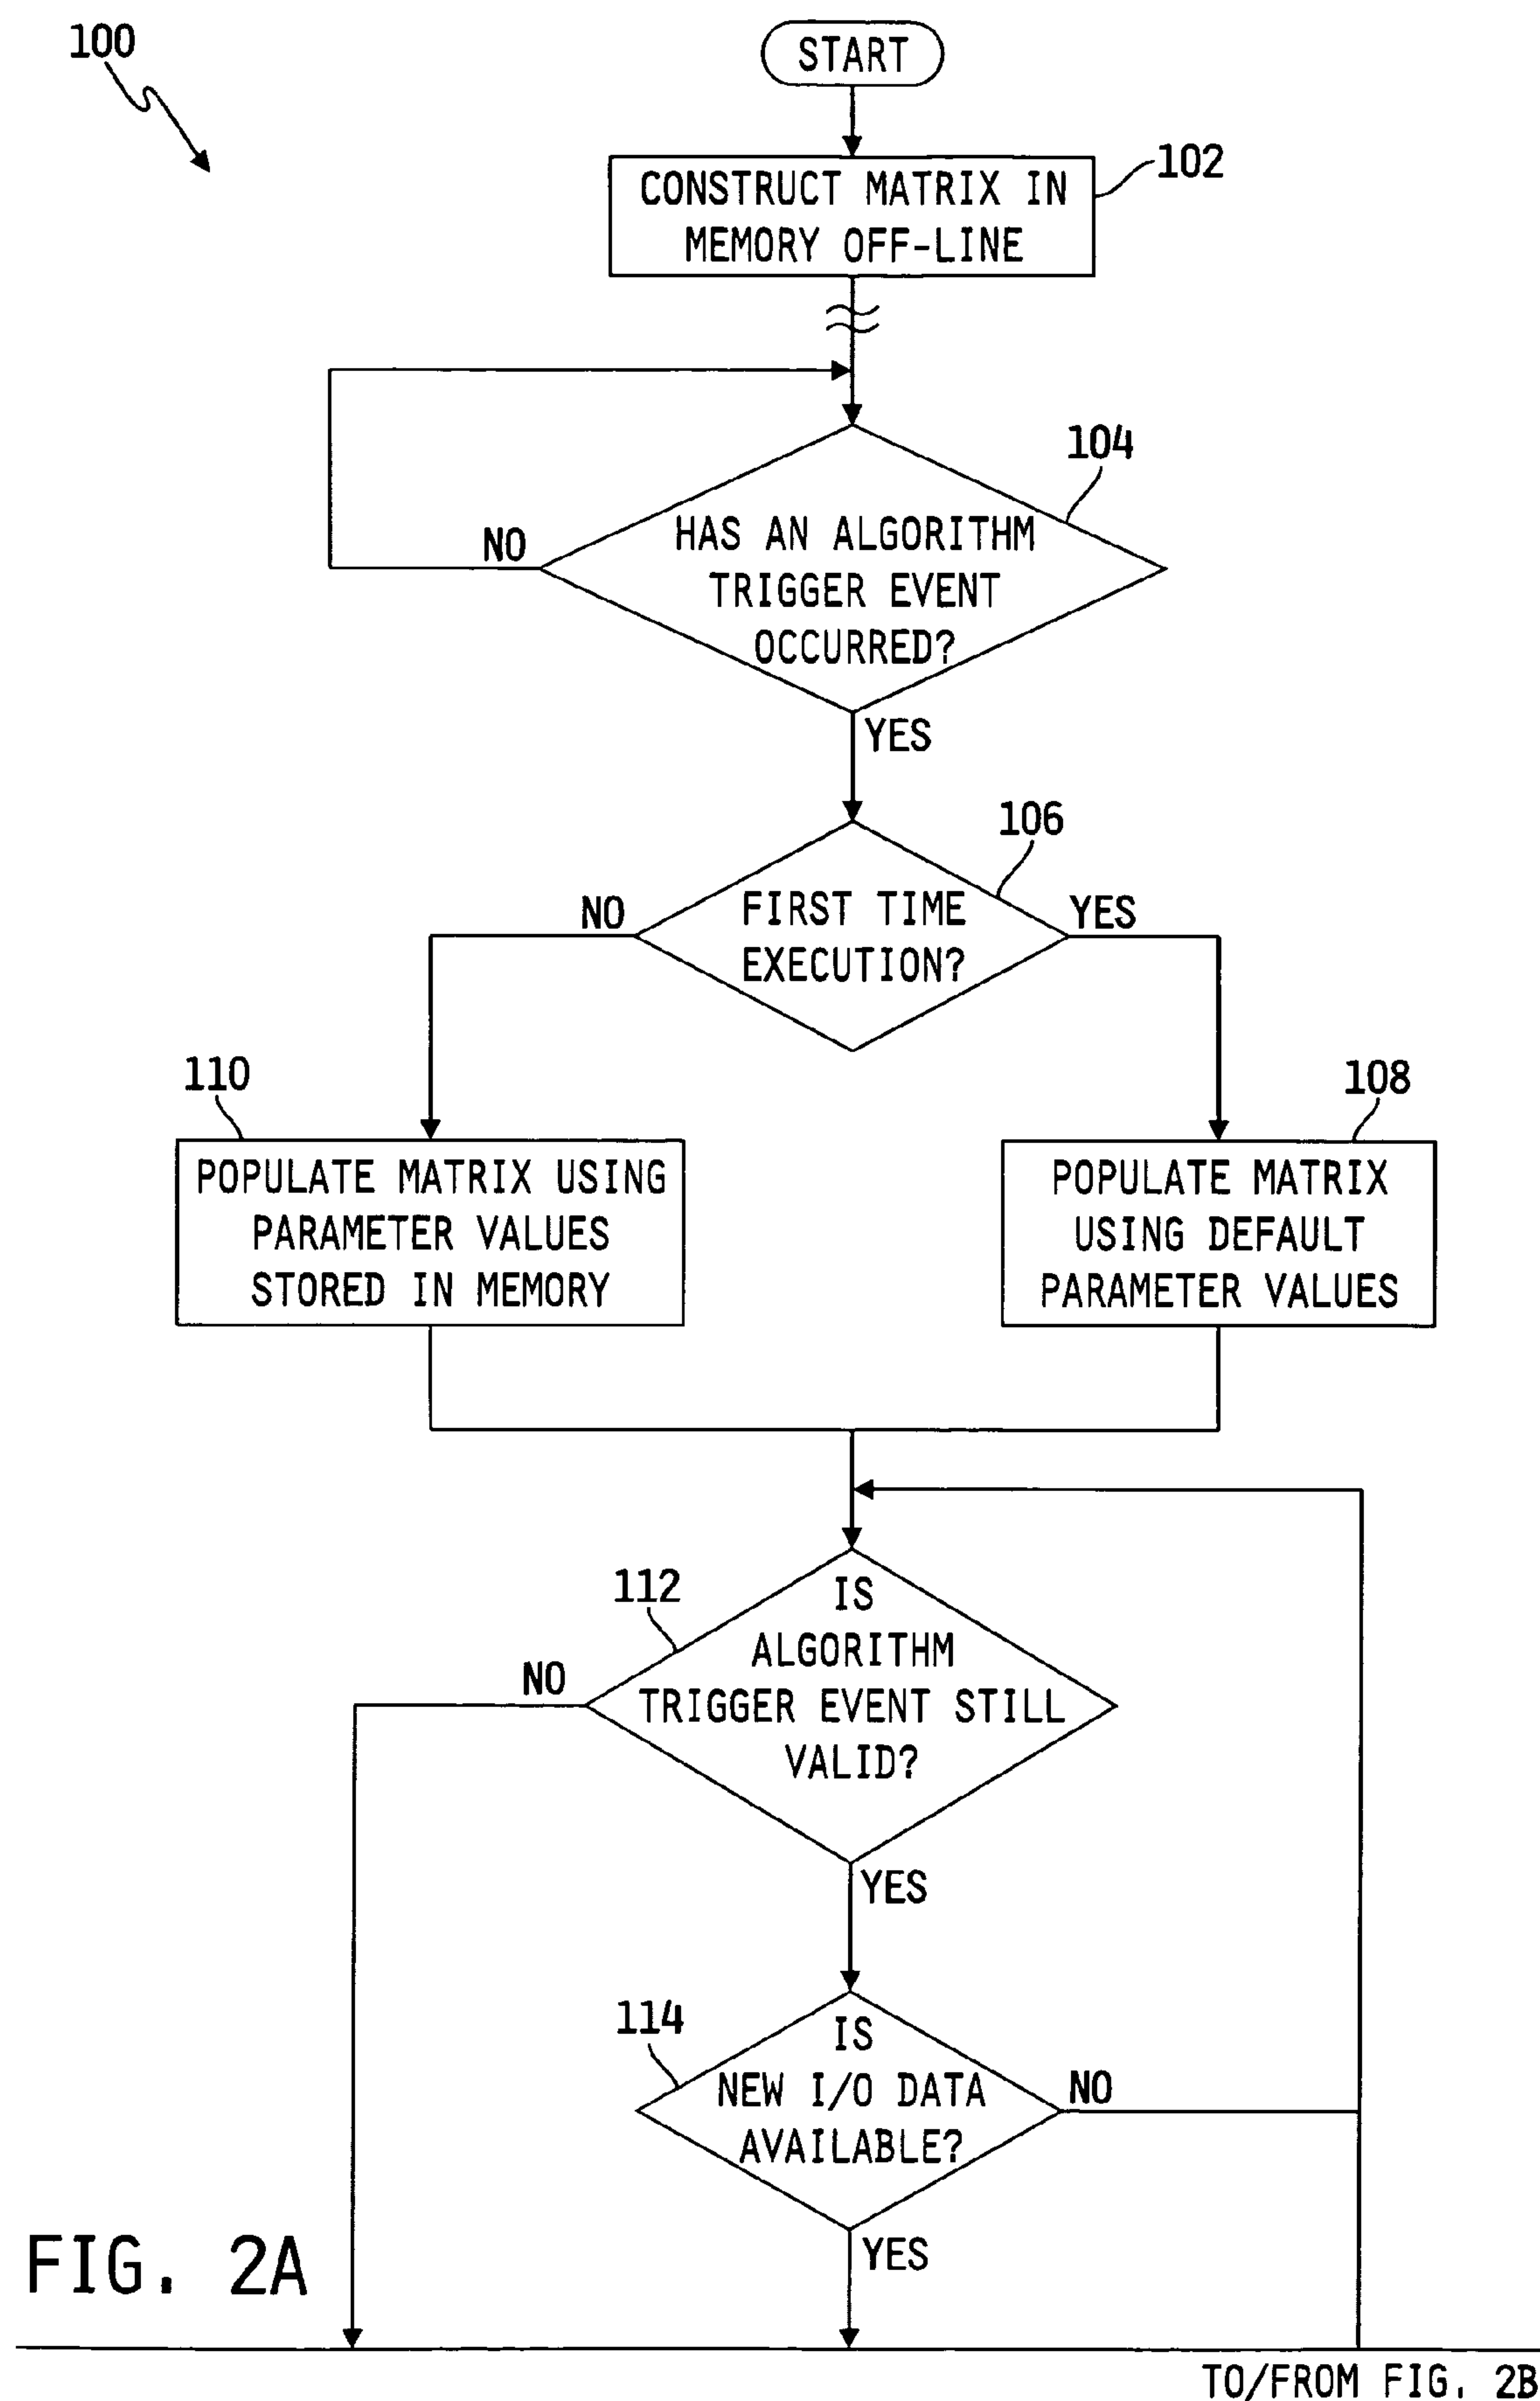 100
START
CONSTRUCT MATRIX IN
MEMORY OFF-LINE
102
104
HAS AN ALGORITHM
TRIGGER EVENT
OCCURRED?
NO
YES
106
FIRST TIME
EXECUTION?
NO
YES
110
POPULATE MATRIX USING
PARAMETER VALUES
STORED IN MEMORY
108
POPULATE MATRIX
USING DEFAULT
PARAMETER VALUES
112
IS
ALGORITHM
TRIGGER EVENT STILL
VALID?
NO
YES
114
IS
NEW I/O DATA
AVAILABLE?
NO
YES
FIG. 2A
TO/FROM FIG. 2B